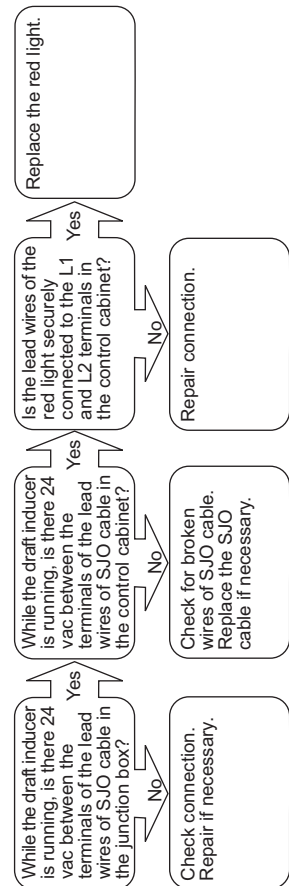 While the draft inducer
is running, is there 24
vac between the
terminals of the lead
wires of SJO cable in
the junction box?
Yes
No
Check connection.
Repair if necessary.
While the draft inducer
is running, is there 24
vac between the
terminals of the lead
wires of SJO cable in
the control cabinet?
Yes
No
Check for broken
wires of SJO cable.
Replace the SJO
cable if necessary.
Is the lead wires of the
red light securely
connected to the L1
and L2 terminals in
the control cabinet?
Yes
No
Repair connection.
Replace the red light.